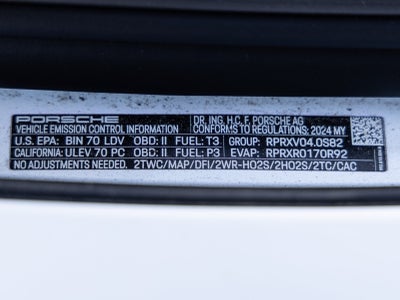 PORSCHE DR. ING. H.C. F. PORSCHE AG
VEHICLE EMISSION CONTROL INFORMATION CONFORMS TO REGULATIONS: 2024 MY
U.S. EPA: BIN 70 LDV OBD: II FUEL: T3 GROUP: RPRXV04.0S82
CALIFORNIA: ULEV 70 PC OBD: II FUEL: P3 EVAP: RPRXR0170R92
NO ADJUSTMENTS NEEDED. 2TWC/MAP/DFI/2WR-HO2S/2HO2S/2TC/CAC